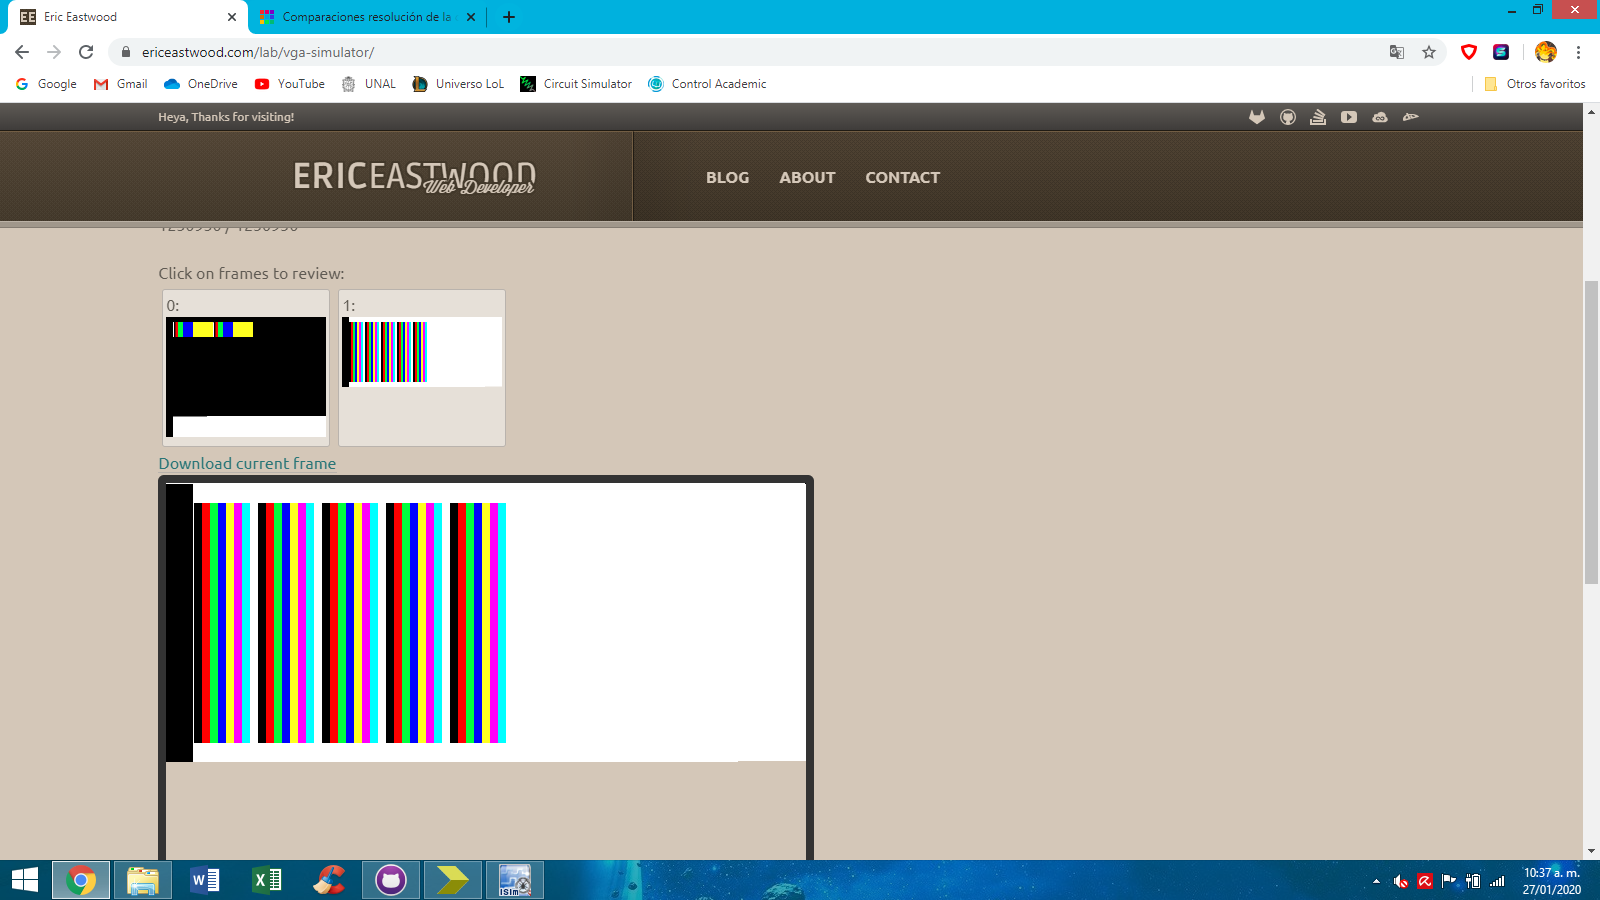 EE Eric Eastwood
Comparaciones resolución de la
ericeastwood.com/lab/vga-simulator/
Google Gmail OneDrive YouTube UNAL Universo LoL Circuit Simulator Control Academic Otros favoritos
Heya, Thanks for visiting!
ERICEASTWOOD
Web Developer
BLOG ABOUT CONTACT
Click on frames to review:
0: 1:
Download current frame
ISim
10:37 a. m.
27/01/2020